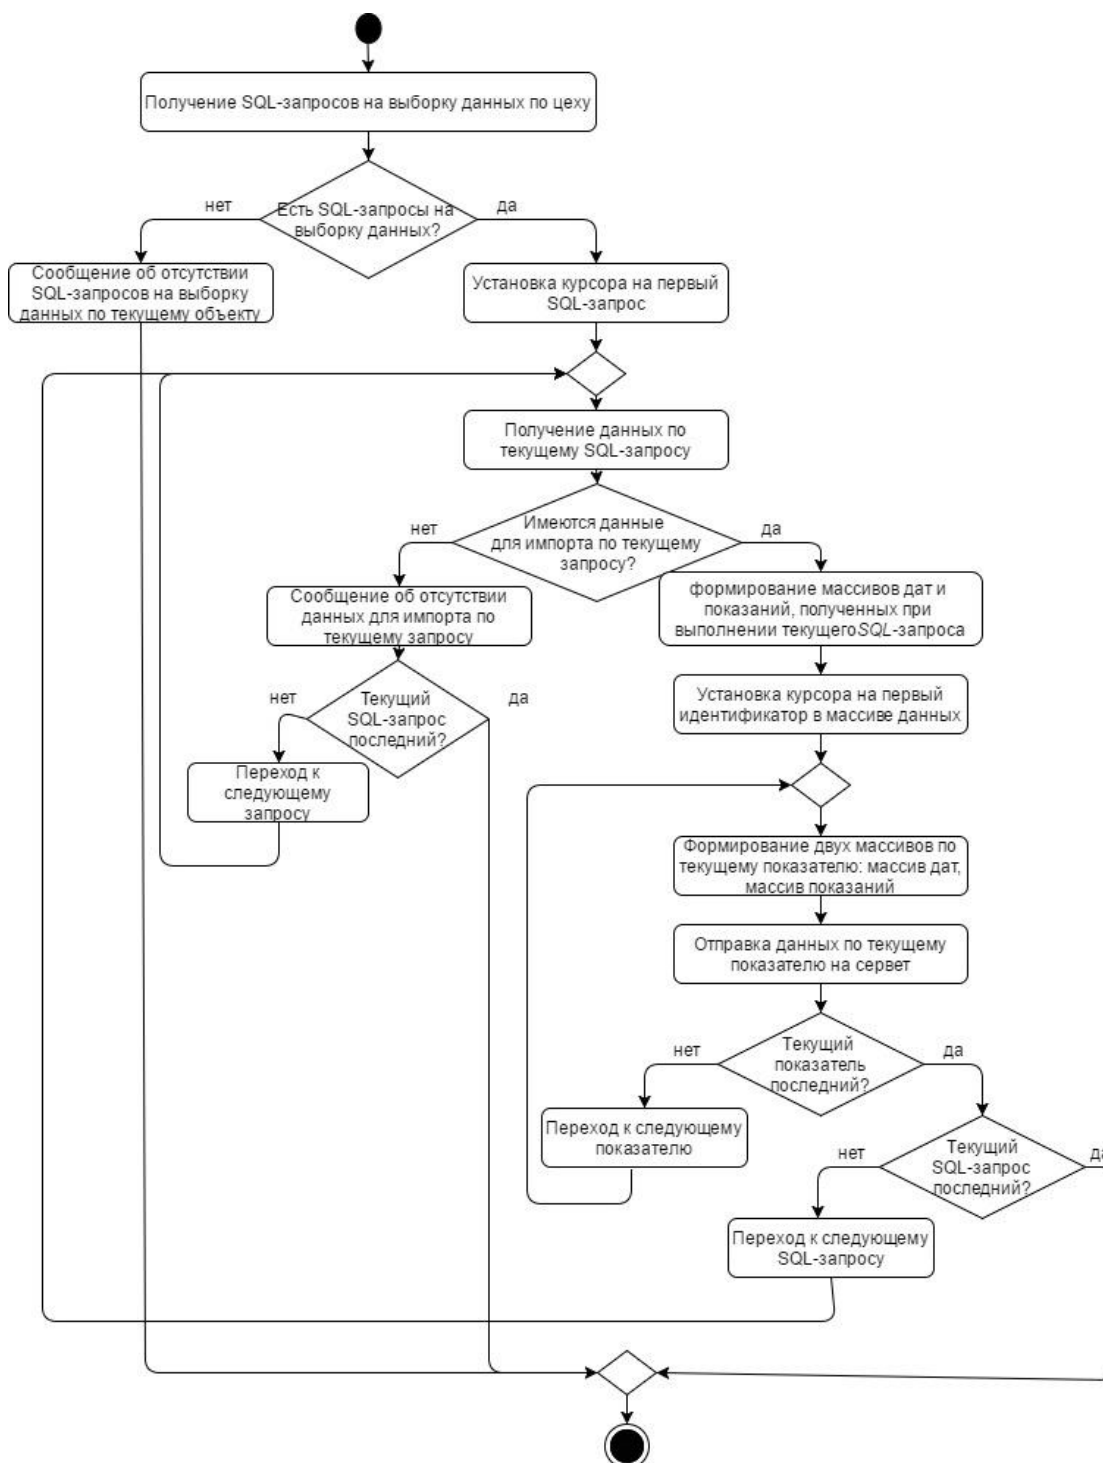 Получение SQL-запросов на выборку данных по цеху
нет
да
Есть SQL-запросы на
выборку данных?
Сообщение об отсутствии
SQL-запросов на выборку
данных по текущему объекту
Установка курсора на первый
SQL-запрос
Получение данных по
текущему SQL-запросу
нет
Имеются данные
для импорта по текущему
запросу?
да
Сообщение об отсутствии
данных для импорта по
текущему запросу
формирование массивов дат и
показаний, полученных при
выполнении текущегоSQL-запроса
нет
Текущий
SQL-запрос
последний?
да
Установка курсора на первый
идентификатор в массиве данных
Переход к
следующему
запросу
Формирование двух массивов по
текущему показателю: массив дат,
массив показаний
Отправка данных по текущему
показателю на сервет
нет
Текущий
показатель
последний?
да
Переход к следующему
показателю
нет
Текущий
SQL-запрос
последний?
да
Переход к следующему
SQL-запросу